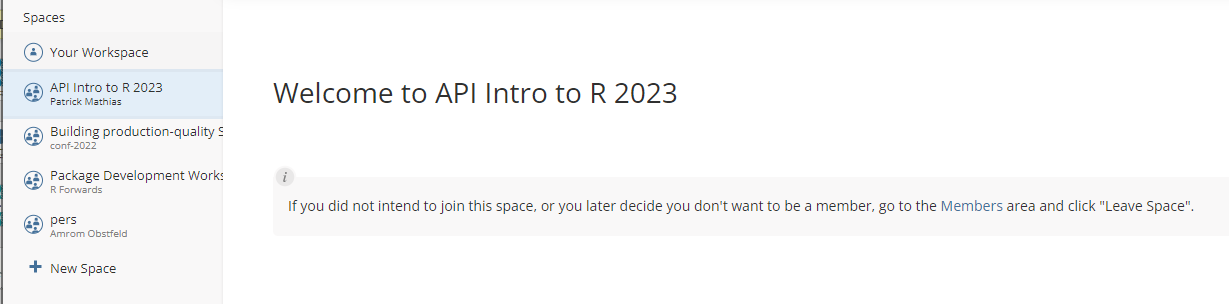 Spaces
Your Workspace
API Intro to R 2023
Patrick Mathias
Building production-quality S
conf-2022
Package Development Works
R Forwards
pers
Amrom Obstfeld
New Space
Welcome to API Intro to R 2023
i
If you did not intend to join this space, or you later decide you don't want to be a member, go to the Members area and click "Leave Space".